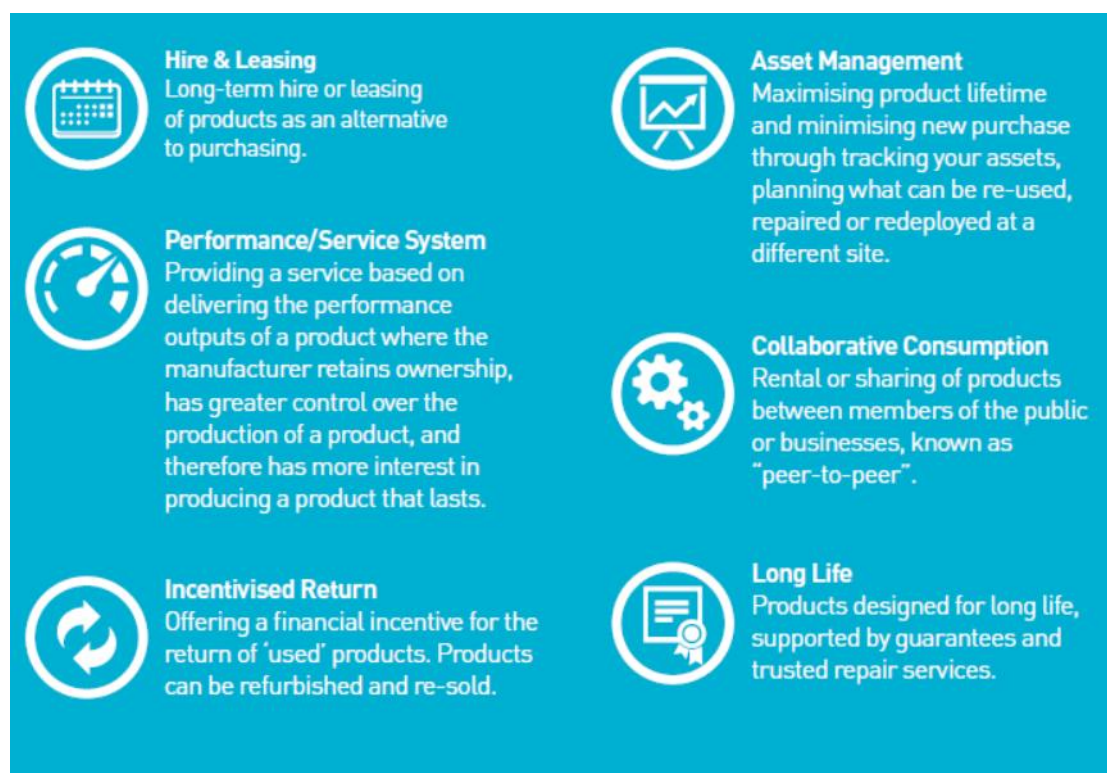 Hire & Leasing
Long-term hire or leasing
of products as an alternative
to purchasing.
Performance/Service System
Providing a service based on
delivering the performance
outputs of a product where the
manufacturer retains ownership,
has greater control over the
production of a product, and
therefore has more interest in
producing a product that lasts.
Incentivised Return
Offering a financial incentive for the
return of ‘used’ products. Products
can be refurbished and re-sold.
Asset Management
Maximising product lifetime
and minimising new purchase
through tracking your assets,
planning what can be re-used,
repaired or redeployed at a
different site.
Collaborative Consumption
Rental or sharing of products
between members of the public
or businesses, known as
“peer-to-peer”.
Long Life
Products designed for long life,
supported by guarantees and
trusted repair services.